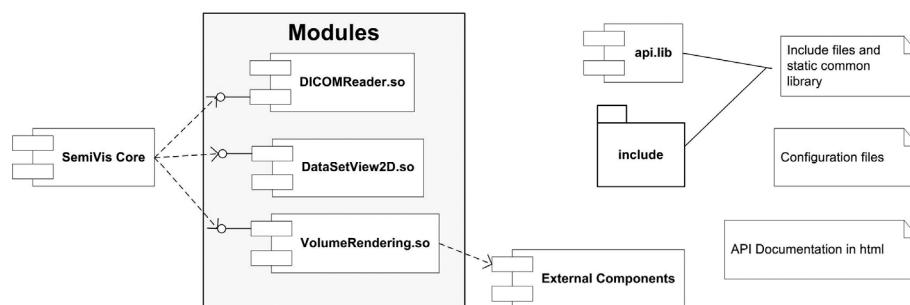 Modules
DICOMReader.so
SemiVis Core
DataSetView2D.so
VolumeRendering.so
External Components
api.lib
include
Include files and
static common
library
Configuration files
API Documentation in html